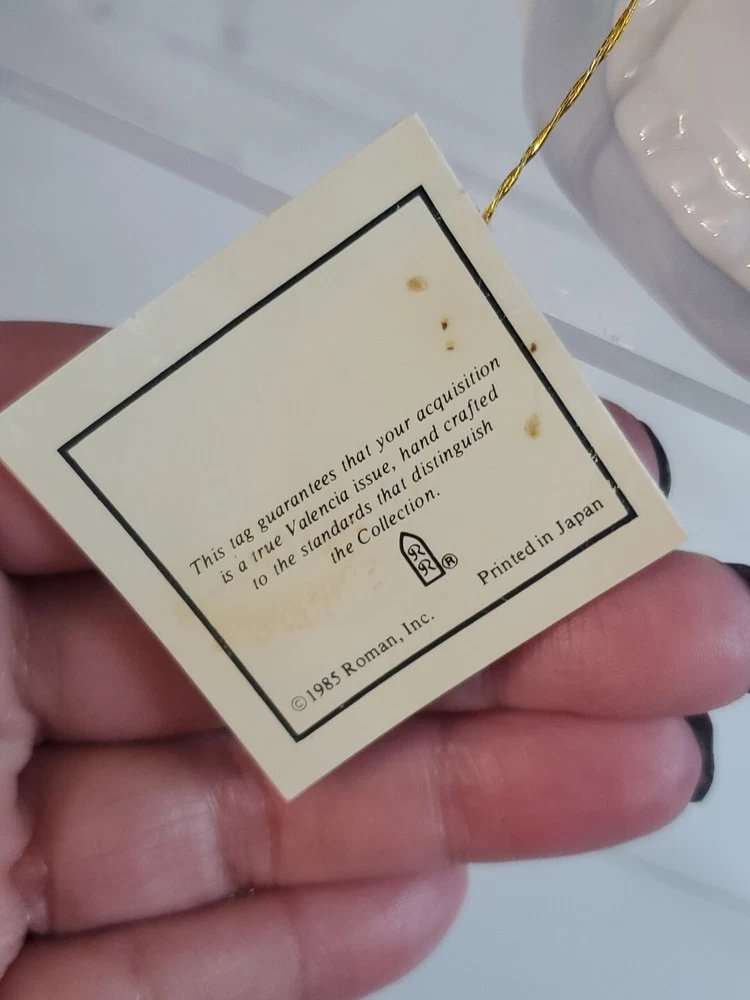 This tag guarantees that your acquisition
is a true Valencia issue, hand crafted
to the standards that distinguish
the Collection.
R
R ®
©1985 Roman, Inc.
Printed in Japan